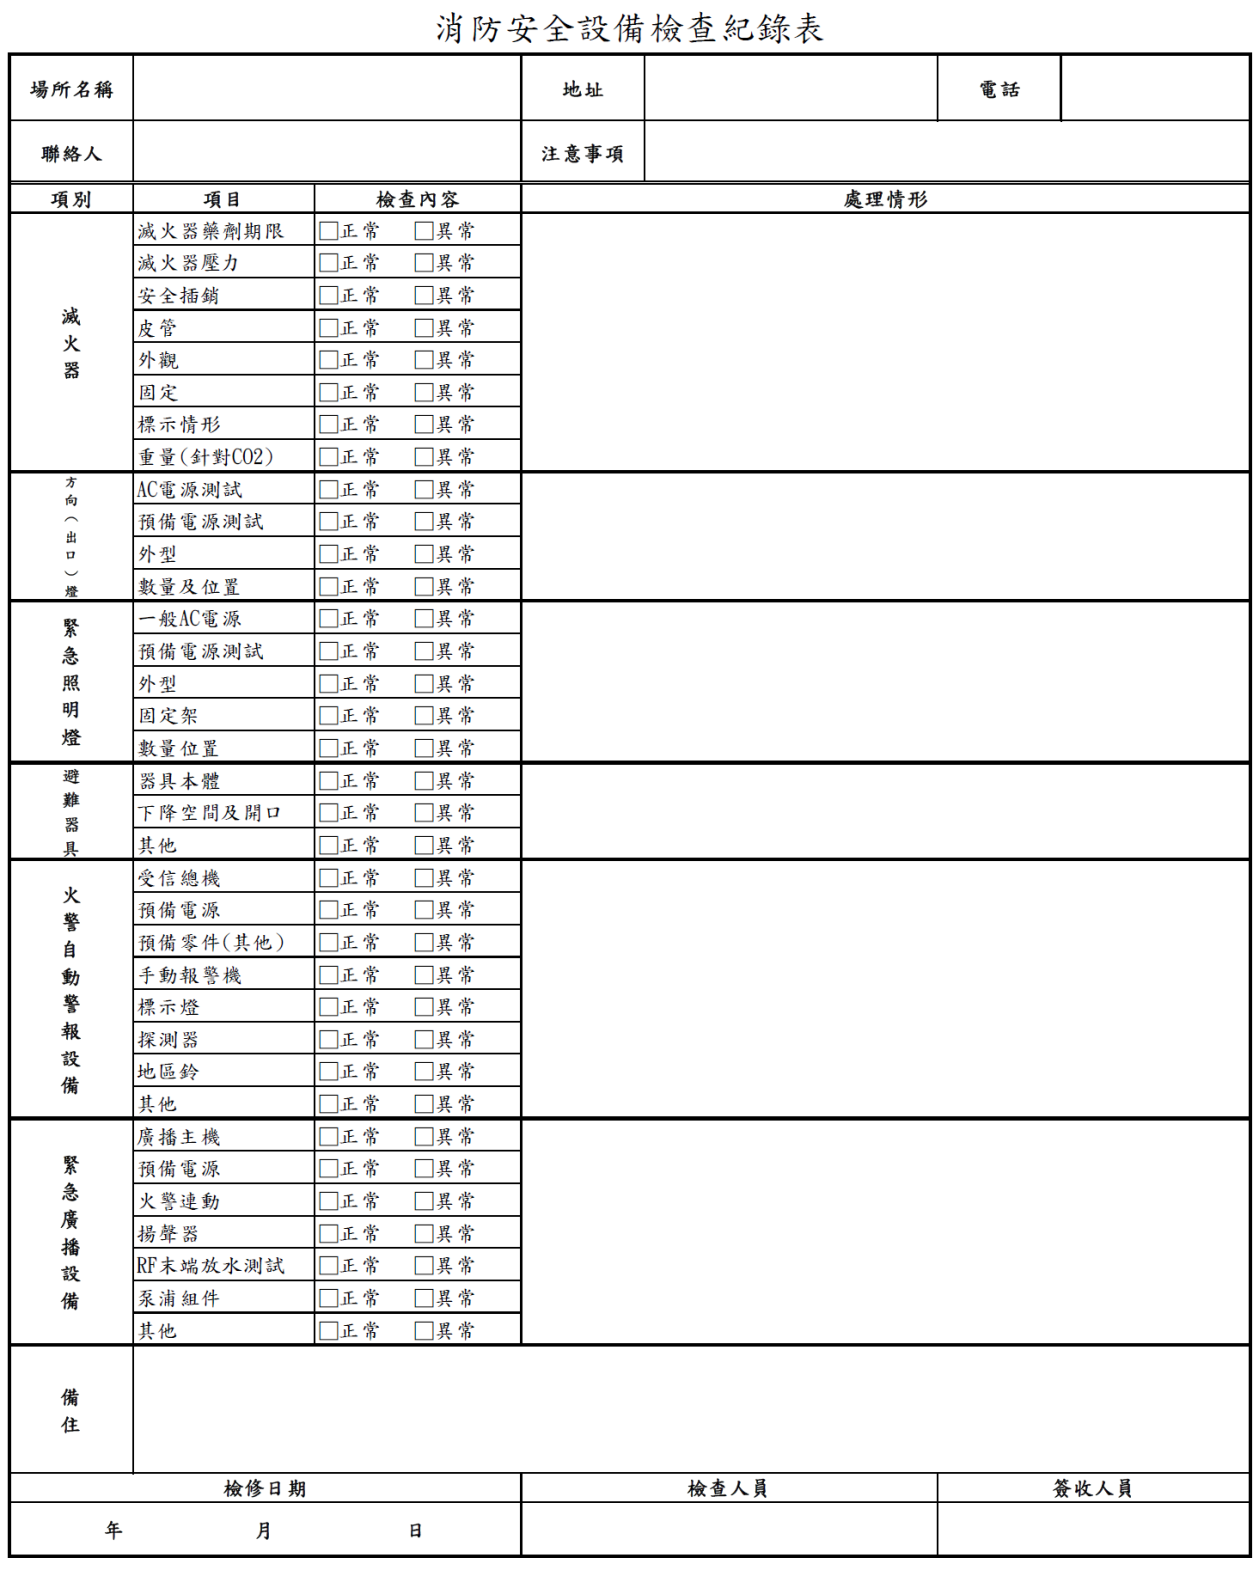 消防安全設備檢查紀錄表
場所名稱 地址 電話
聯絡人 注意事項
項別 項目 檢查內容 處理情形
滅火器
滅火器藥劑期限 □正常 □異常
滅火器壓力 □正常 □異常
安全插銷 □正常 □異常
皮管 □正常 □異常
外觀 □正常 □異常
固定 □正常 □異常
標示情形 □正常 □異常
重量(針對CO2) □正常 □異常
方向（出口）燈
AC電源測試 □正常 □異常
預備電源測試 □正常 □異常
外型 □正常 □異常
數量及位置 □正常 □異常
緊急照明燈
一般AC電源 □正常 □異常
預備電源測試 □正常 □異常
外型 □正常 □異常
固定架 □正常 □異常
數量位置 □正常 □異常
避難器具
器具本體 □正常 □異常
下降空間及開口 □正常 □異常
其他 □正常 □異常
火警自動警報設備
受信總機 □正常 □異常
預備電源 □正常 □異常
預備零件(其他) □正常 □異常
手動報警機 □正常 □異常
標示燈 □正常 □異常
探測器 □正常 □異常
地區鈴 □正常 □異常
其他 □正常 □異常
緊急廣播設備
廣播主機 □正常 □異常
預備電源 □正常 □異常
火警連動 □正常 □異常
揚聲器 □正常 □異常
RF末端放水測試 □正常 □異常
泵浦組件 □正常 □異常
其他 □正常 □異常
備住
檢修日期 檢查人員 簽收人員
年 月 日